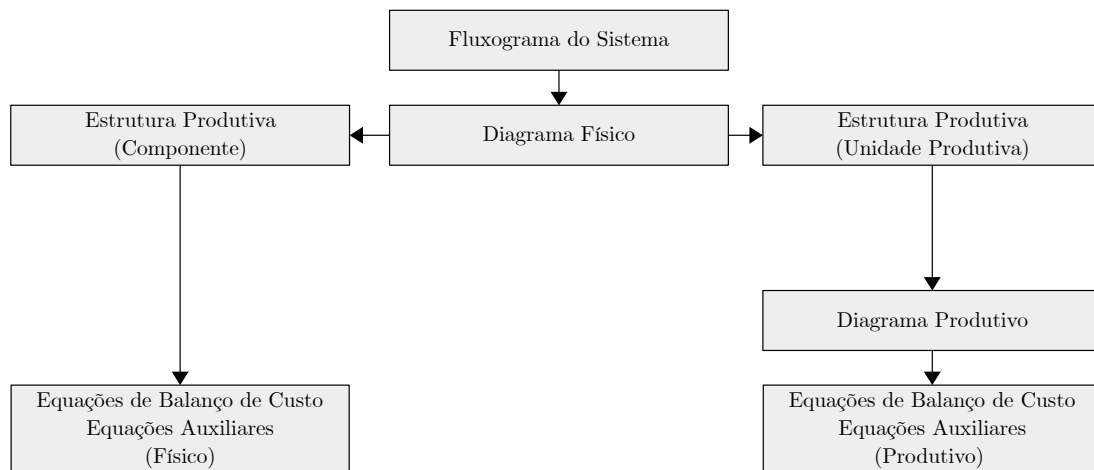 Fluxograma do Sistema
Estrutura Produtiva
(Componente)
Diagrama Físico
Estrutura Produtiva
(Unidade Produtiva)
Diagrama Produtivo
Equações de Balanço de Custo
Equações Auxiliares
(Físico)
Equações de Balanço de Custo
Equações Auxiliares
(Produtivo)